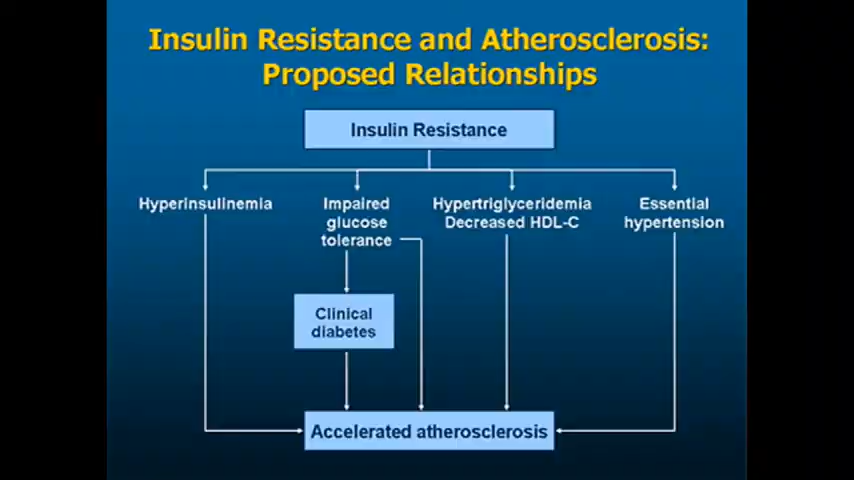 Insulin Resistance and Atherosclerosis:
Proposed Relationships
Insulin Resistance
Hyperinsulinemia
Impaired
glucose
tolerance
Hypertriglyceridemia
Decreased HDL-C
Essential
hypertension
Clinical
diabetes
Accelerated atherosclerosis